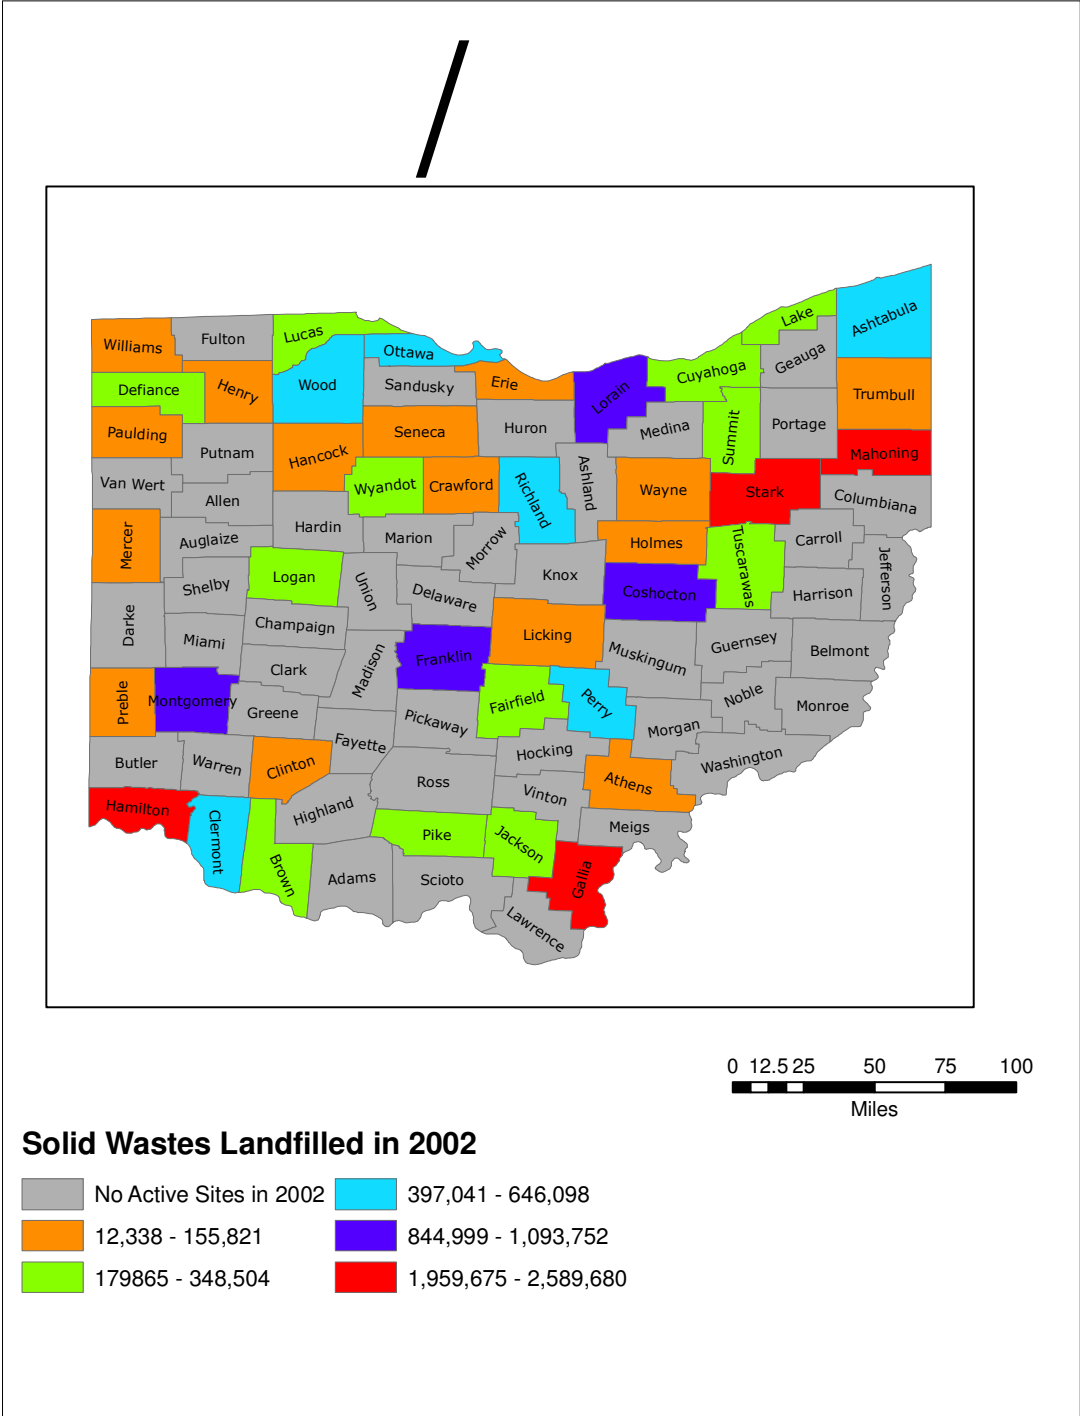 Williams
Fulton
Lucas
Ottawa
Lake
Ashtabula
Defiance
Henry
Wood
Sandusky
Erie
Lorain
Cuyahoga
Geauga
Trumbull
Paulding
Putnam
Hancock
Seneca
Huron
Medina
Summit
Portage
Mahoning
Van Wert
Allen
Wyandot
Crawford
Richland
Ashland
Wayne
Stark
Columbiana
Mercer
Auglaize
Hardin
Marion
Morrow
Holmes
Tuscarawas
Carroll
Jefferson
Shelby
Logan
Union
Delaware
Knox
Coshocton
Harrison
Darke
Miami
Champaign
Clark
Madison
Franklin
Licking
Muskingum
Guernsey
Belmont
Preble
Montgomery
Greene
Pickaway
Fairfield
Perry
Morgan
Noble
Monroe
Butler
Warren
Clinton
Fayette
Ross
Hocking
Vinton
Athens
Washington
Hamilton
Clermont
Brown
Highland
Pike
Jackson
Meigs
Adams
Scioto
Gallia
Lawrence
0 12.5 25 50 75 100
Miles
Solid Wastes Landfilled in 2002
No Active Sites in 2002
12,338 - 155,821
179865 - 348,504
397,041 - 646,098
844,999 - 1,093,752
1,959,675 - 2,589,680